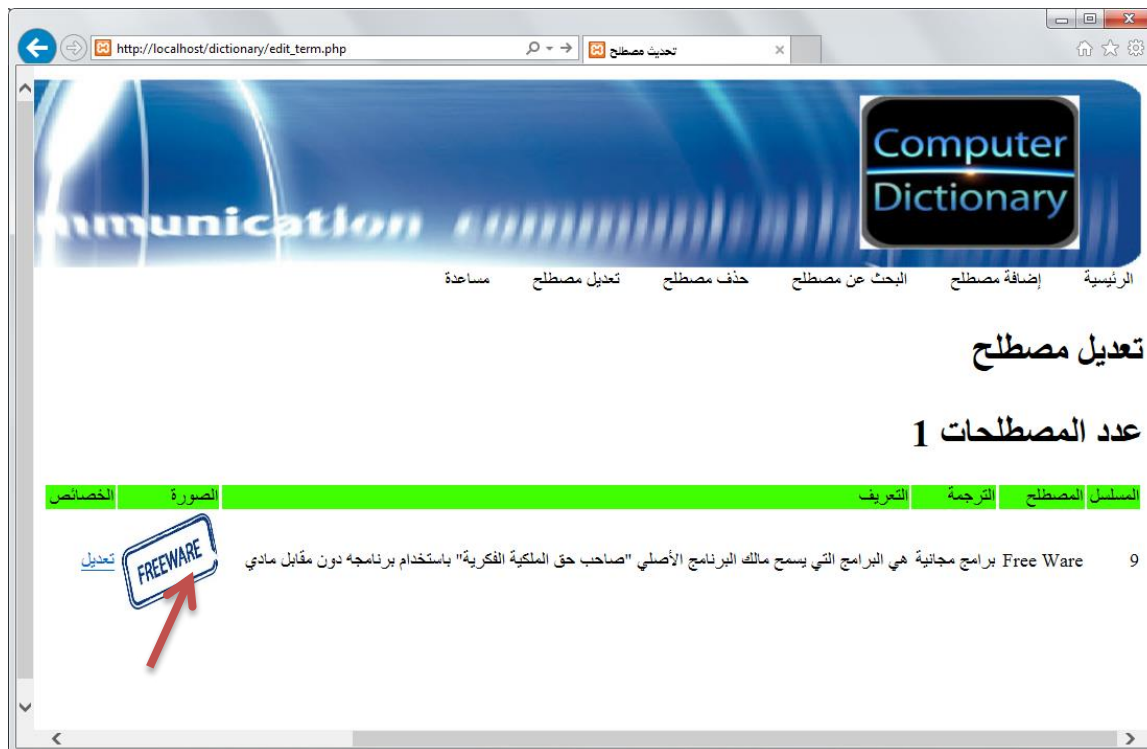 http://localhost/dictionary/edit_term.php
تحديث مصطلح
Computer
Dictionary
mmunication
الرئيسية إضافة مصطلح البحث عن مصطلح حذف مصطلح تعديل مصطلح مساعدة
تعديل مصطلح
عدد المصطلحات 1
المسلسل المصطلح الترجمة التعريف الصورة الخصائص
9 Free Ware برامج مجانية هي البرامج التي يسمح مالك البرنامج الأصلي "صاحب حق الملكية الفكرية" باستخدام برنامجه دون مقابل مادي FREEWARE تعديل